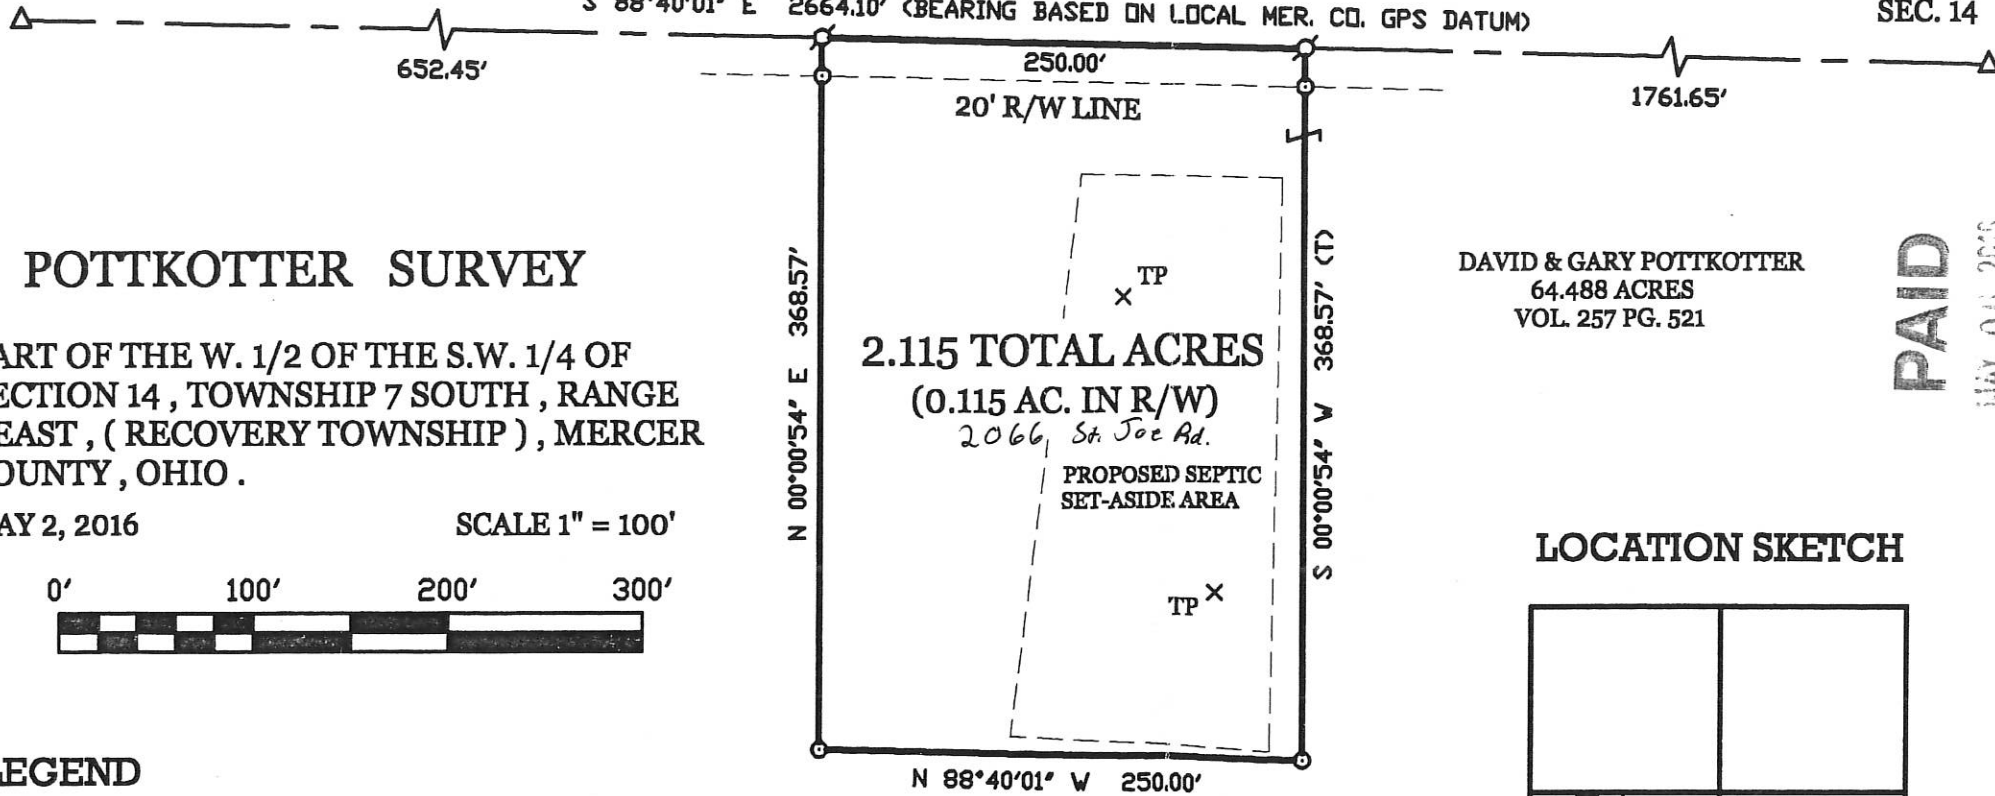 S 88°40'01" E 2664.10' (BEARING BASED ON LOCAL MER. CO. GPS DATUM)
SEC. 14
652.45'
250.00'
1761.65'
20' R/W LINE
POTTKOTTER SURVEY
ART OF THE W. 1/2 OF THE S.W. 1/4 OF
ECTION 14 , TOWNSHIP 7 SOUTH , RANGE
EAST , ( RECOVERY TOWNSHIP ) , MERCER
OUNTY , OHIO .
AY 2, 2016
SCALE 1" = 100'
0' 100' 200' 300'
LEGEND
N 00°00'54" E 368.57'
TP
2.115 TOTAL ACRES
(0.115 AC. IN R/W)
2066 St. Joe Rd.
PROPOSED SEPTIC
SET-ASIDE AREA
TP
S 00°00'54" W 368.57' (T)
N 88°40'01" W 250.00'
DAVID & GARY POTTKOTTER
64.488 ACRES
VOL. 257 PG. 521
PAID
LOCATION SKETCH